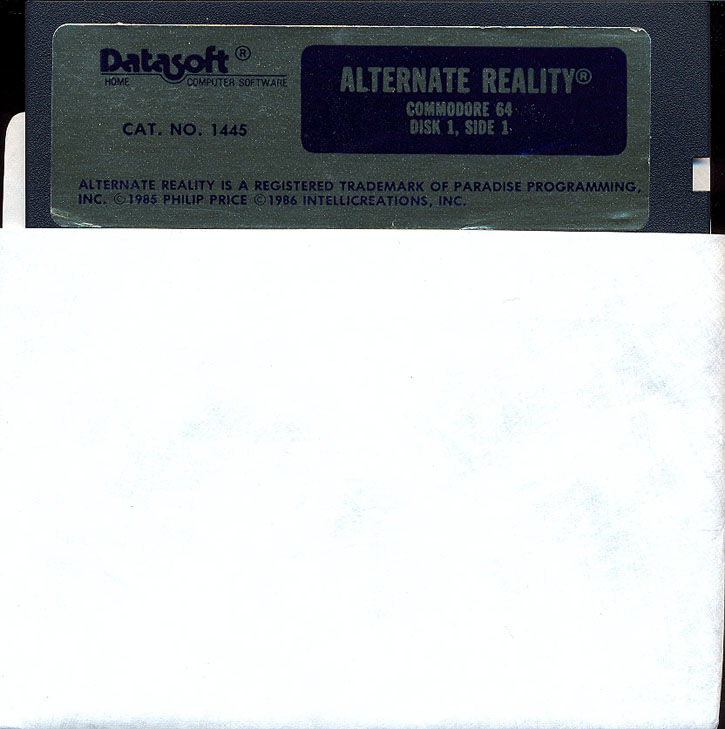 Datasoft®
HOME COMPUTER SOFTWARE
CAT. NO. 1445
ALTERNATE REALITY®
COMMODORE 64
DISK 1, SIDE 1
ALTERNATE REALITY IS A REGISTERED TRADEMARK OF PARADISE PROGRAMMING,
INC. ©1985 PHILIP PRICE ©1986 INTELLICREATIONS, INC.